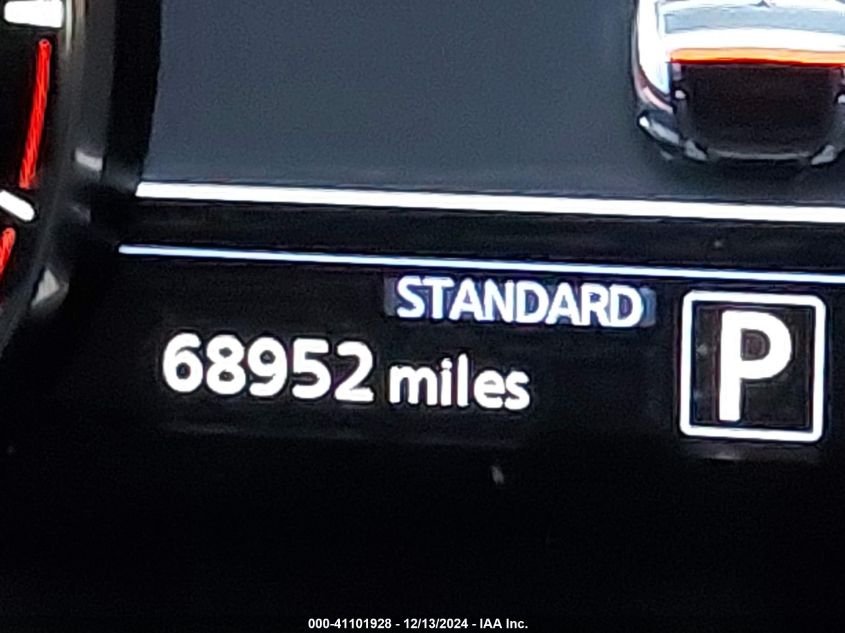 STANDARD
68952 miles
P
000-41101928 - 12/13/2024 - IAA Inc.